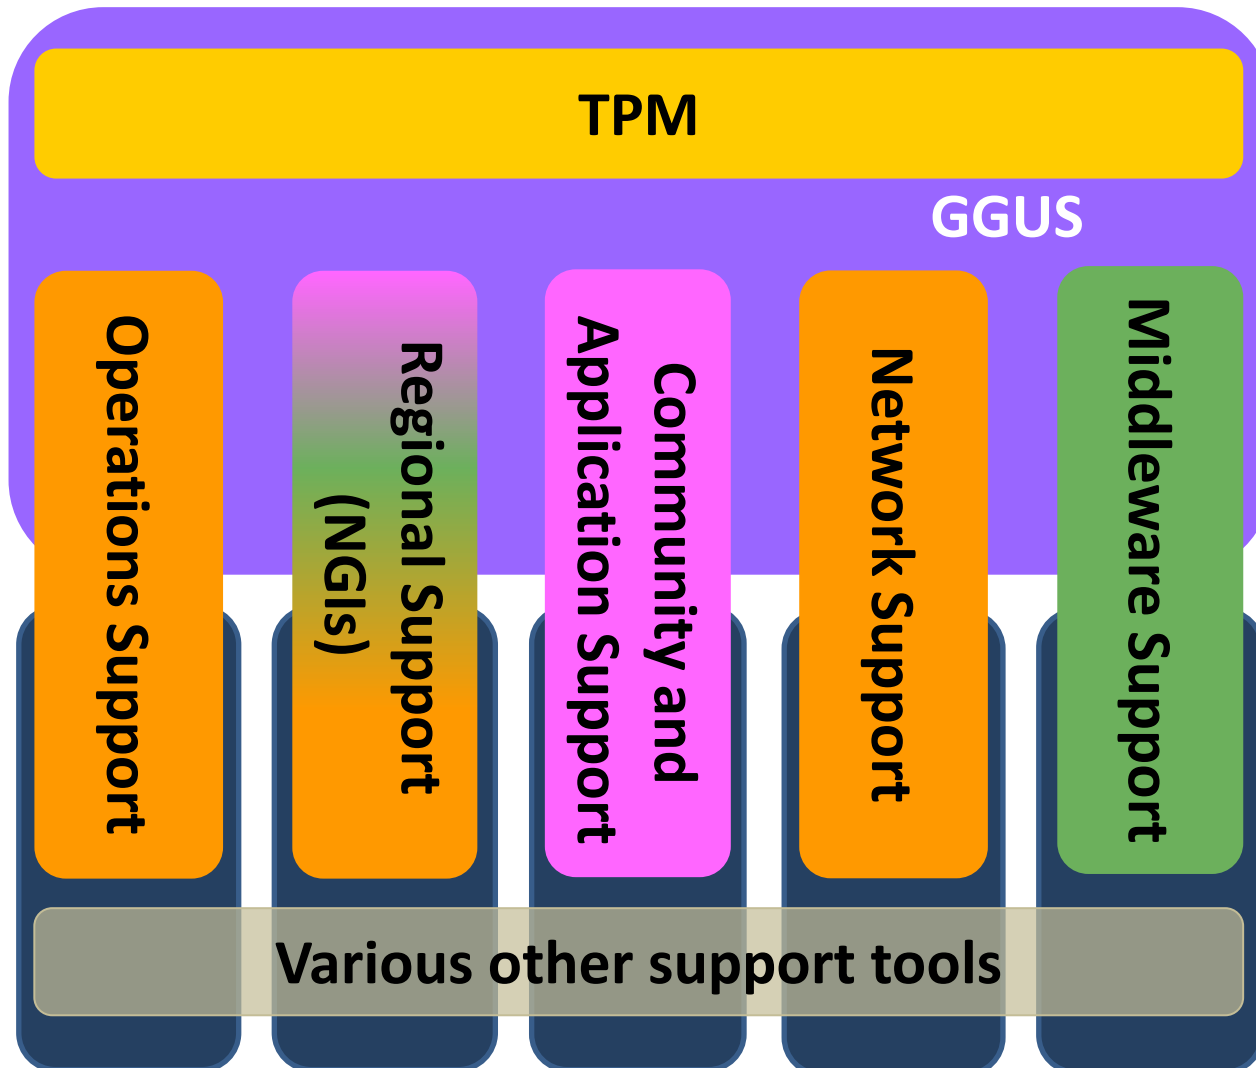 TPM
GGUS
Operations Support
Regional Support
(NGIs)
Community and
Application Support
Network Support
Middleware Support
Various other support tools